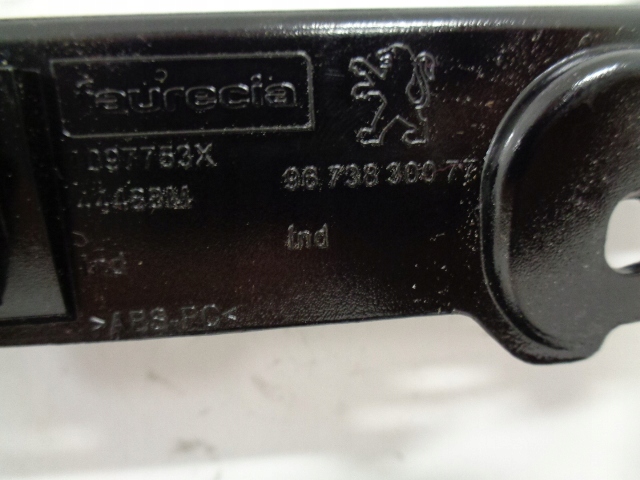 faurecia
D97753X
96 738 300 77
Ind
>ABS-PC<